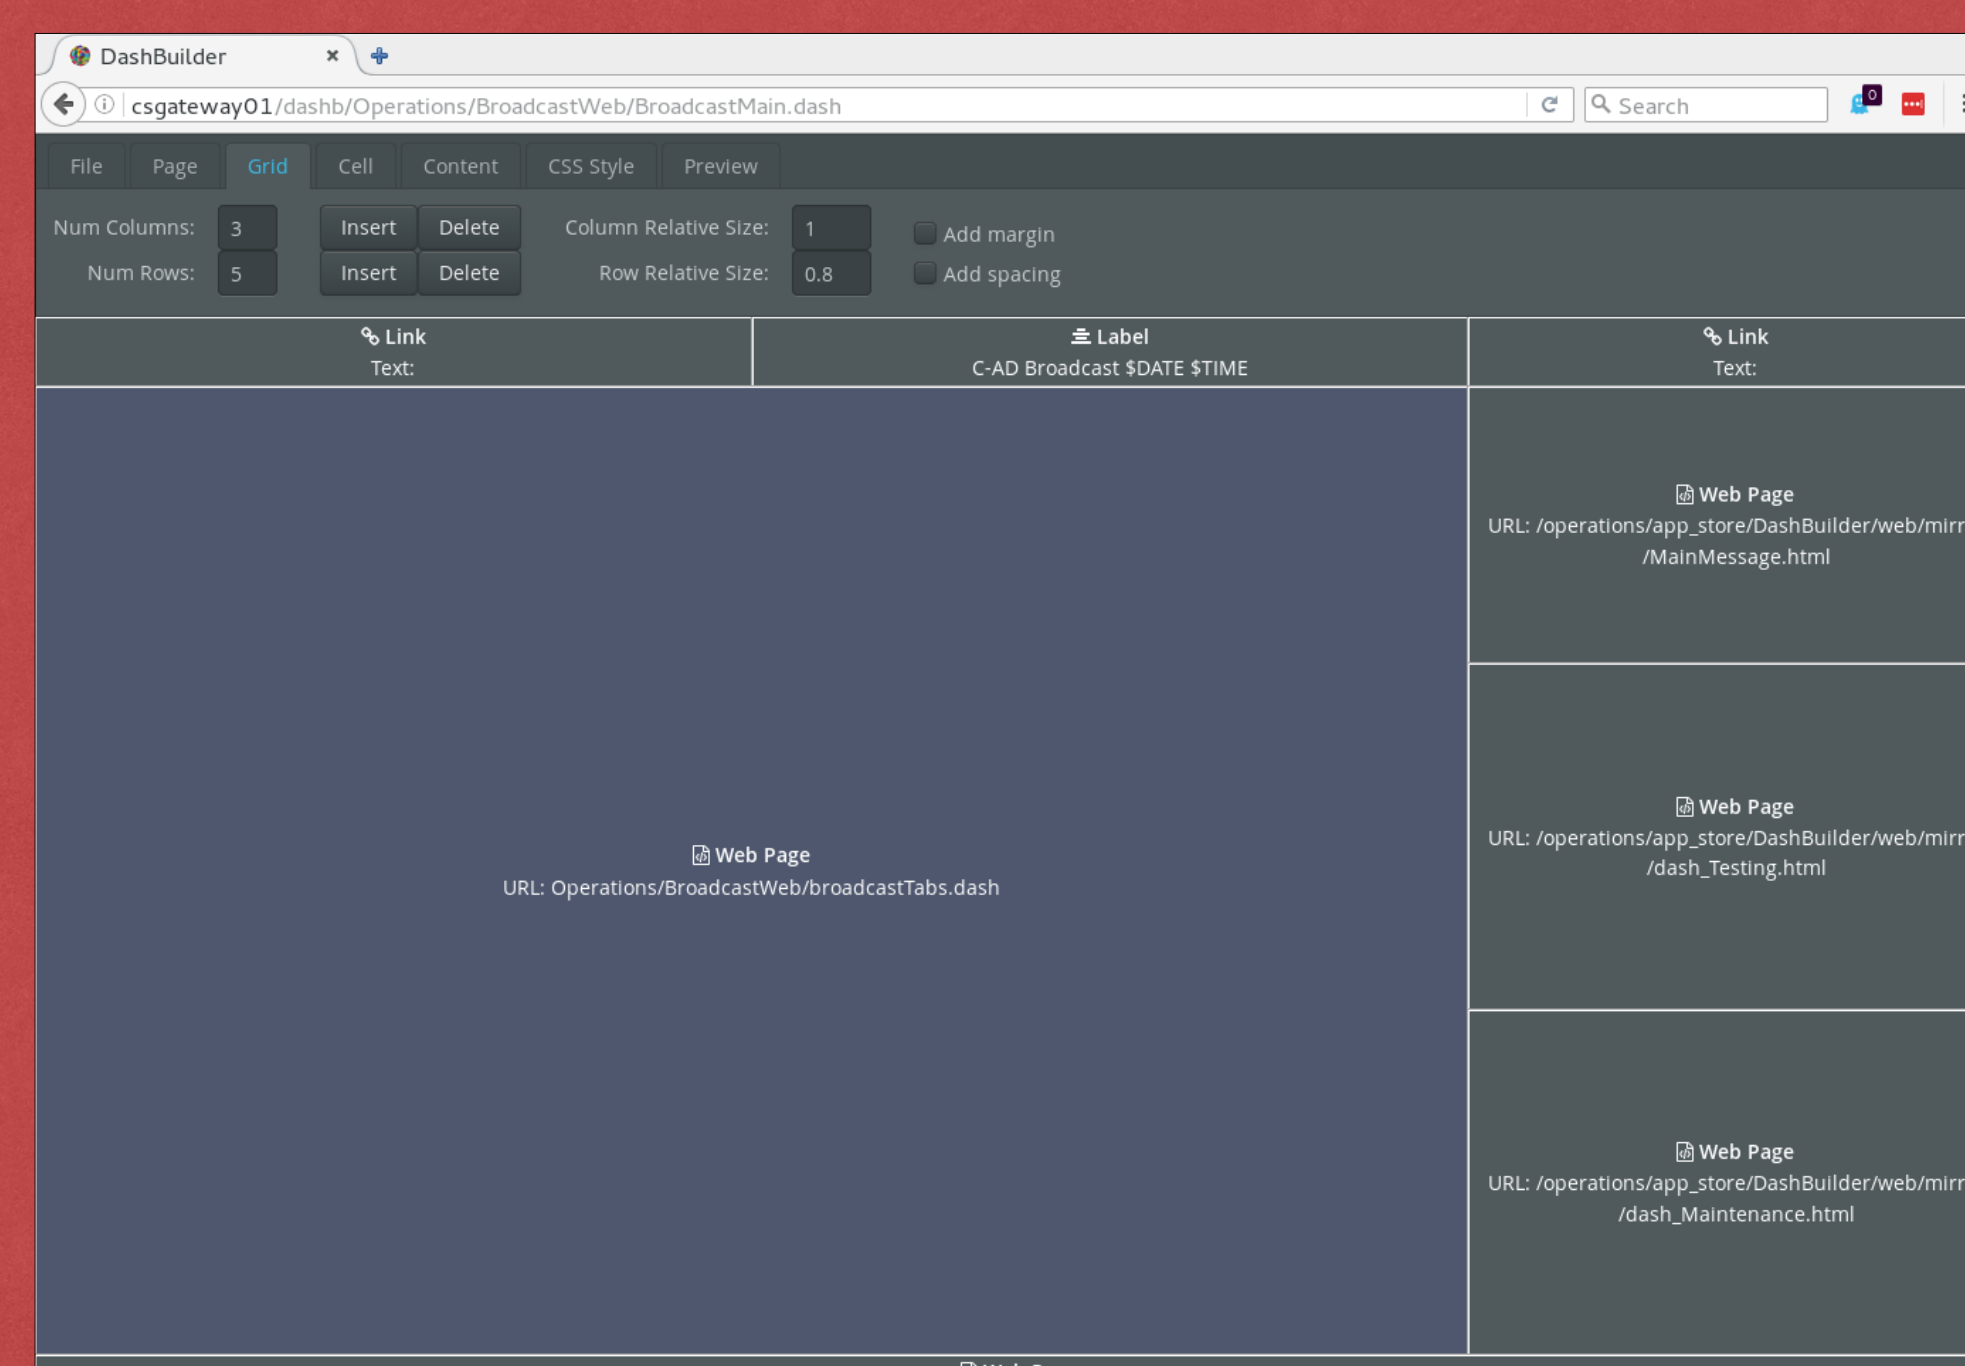 DashBuilder
csgateway01/dashb/Operations/BroadcastWeb/BroadcastMain.dash
Search
0
File Page Grid Cell Content CSS Style Preview
Num Columns: 3 Insert Delete Column Relative Size: 1 Add margin
Num Rows: 5 Insert Delete Row Relative Size: 0.8 Add spacing
Link
Text:
Label
C-AD Broadcast $DATE $TIME
Link
Text:
Web Page
URL: Operations/BroadcastWeb/broadcastTabs.dash
Web Page
URL: /operations/app_store/DashBuilder/web/mirr
/MainMessage.html
Web Page
URL: /operations/app_store/DashBuilder/web/mirr
/dash_Testing.html
Web Page
URL: /operations/app_store/DashBuilder/web/mirr
/dash_Maintenance.html